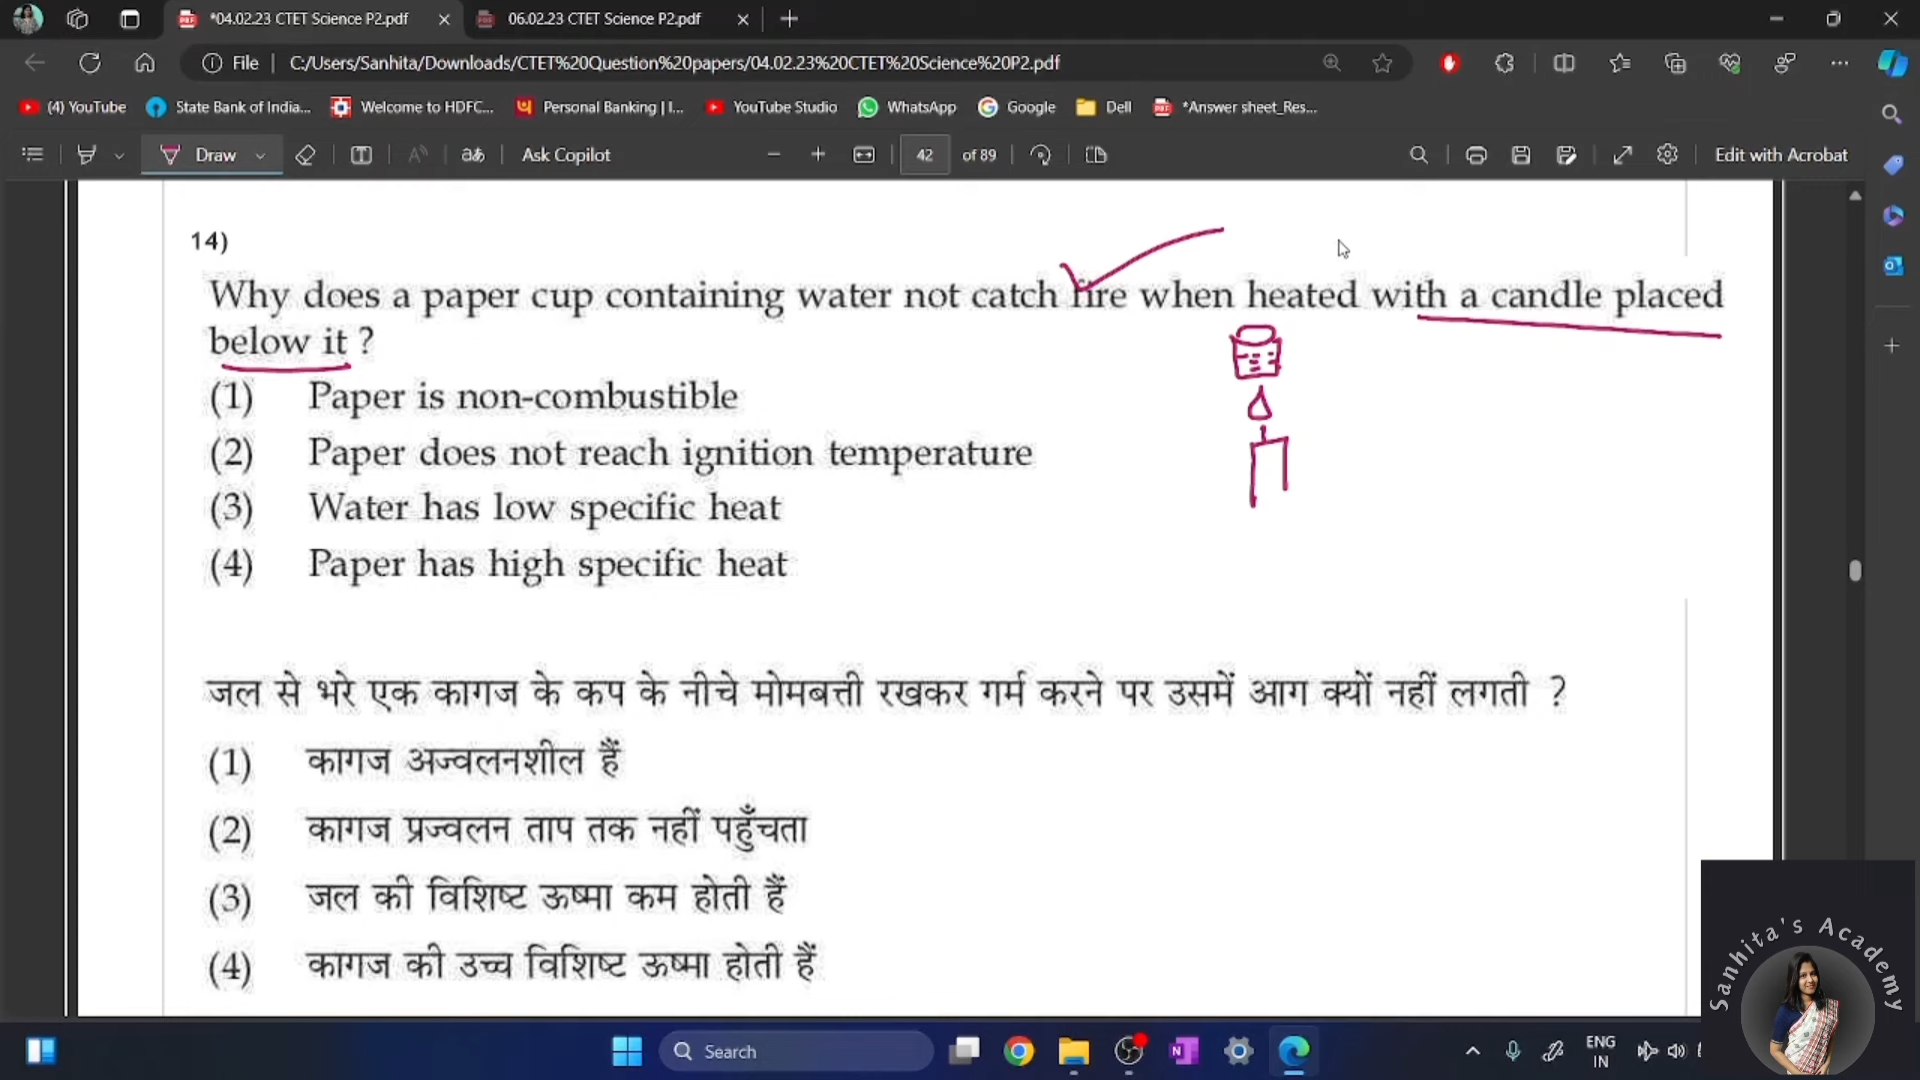 *04.02.23 CTET Science P2.pdf
06.02.23 CTET Science P2.pdf
File
C:/Users/Sanhita/Downloads/CTET%20Question%20papers/04.02.23%20CTET%20Science%20P2.pdf
(4) YouTube
State Bank of India...
Welcome to HDFC...
Personal Banking | I...
YouTube Studio
WhatsApp
Google
Dell
*Answer sheet_Res...
Draw
Ask Copilot
42 of 89
Edit with Acrobat
14)
Why does a paper cup containing water not catch fire when heated with a candle placed
below it ?
(1) Paper is non-combustible
(2) Paper does not reach ignition temperature
(3) Water has low specific heat
(4) Paper has high specific heat
जल से भरे एक कागज के कप के नीचे मोमबत्ती रखकर गर्म करने पर उसमें आग क्यों नहीं लगती ?
(1) कागज अज्वलनशील हैं
(2) कागज प्रज्वलन ताप तक नहीं पहुँचता
(3) जल की विशिष्ट ऊष्मा कम होती हैं
(4) कागज की उच्च विशिष्ट ऊष्मा होती हैं
Sanhita's Academy
Search
ENG
IN